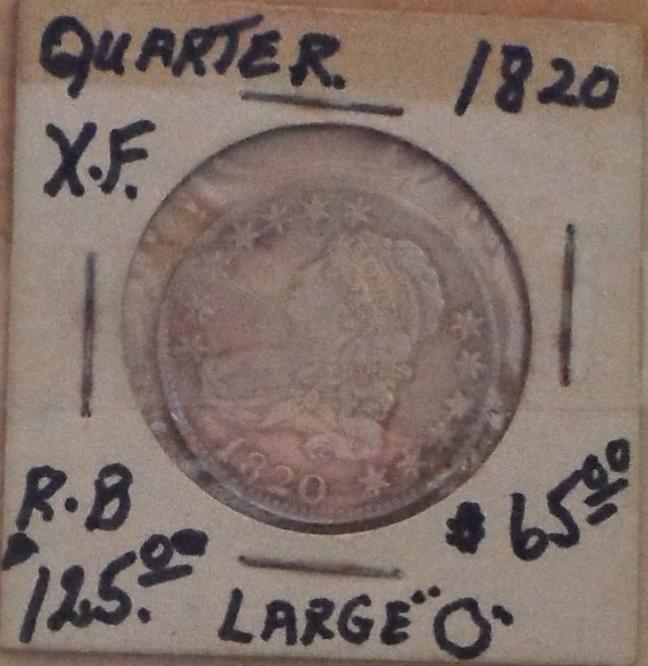 QUARTER. 1820
X.F.
1820
R.B $65.00
$125.00
LARGE "O"